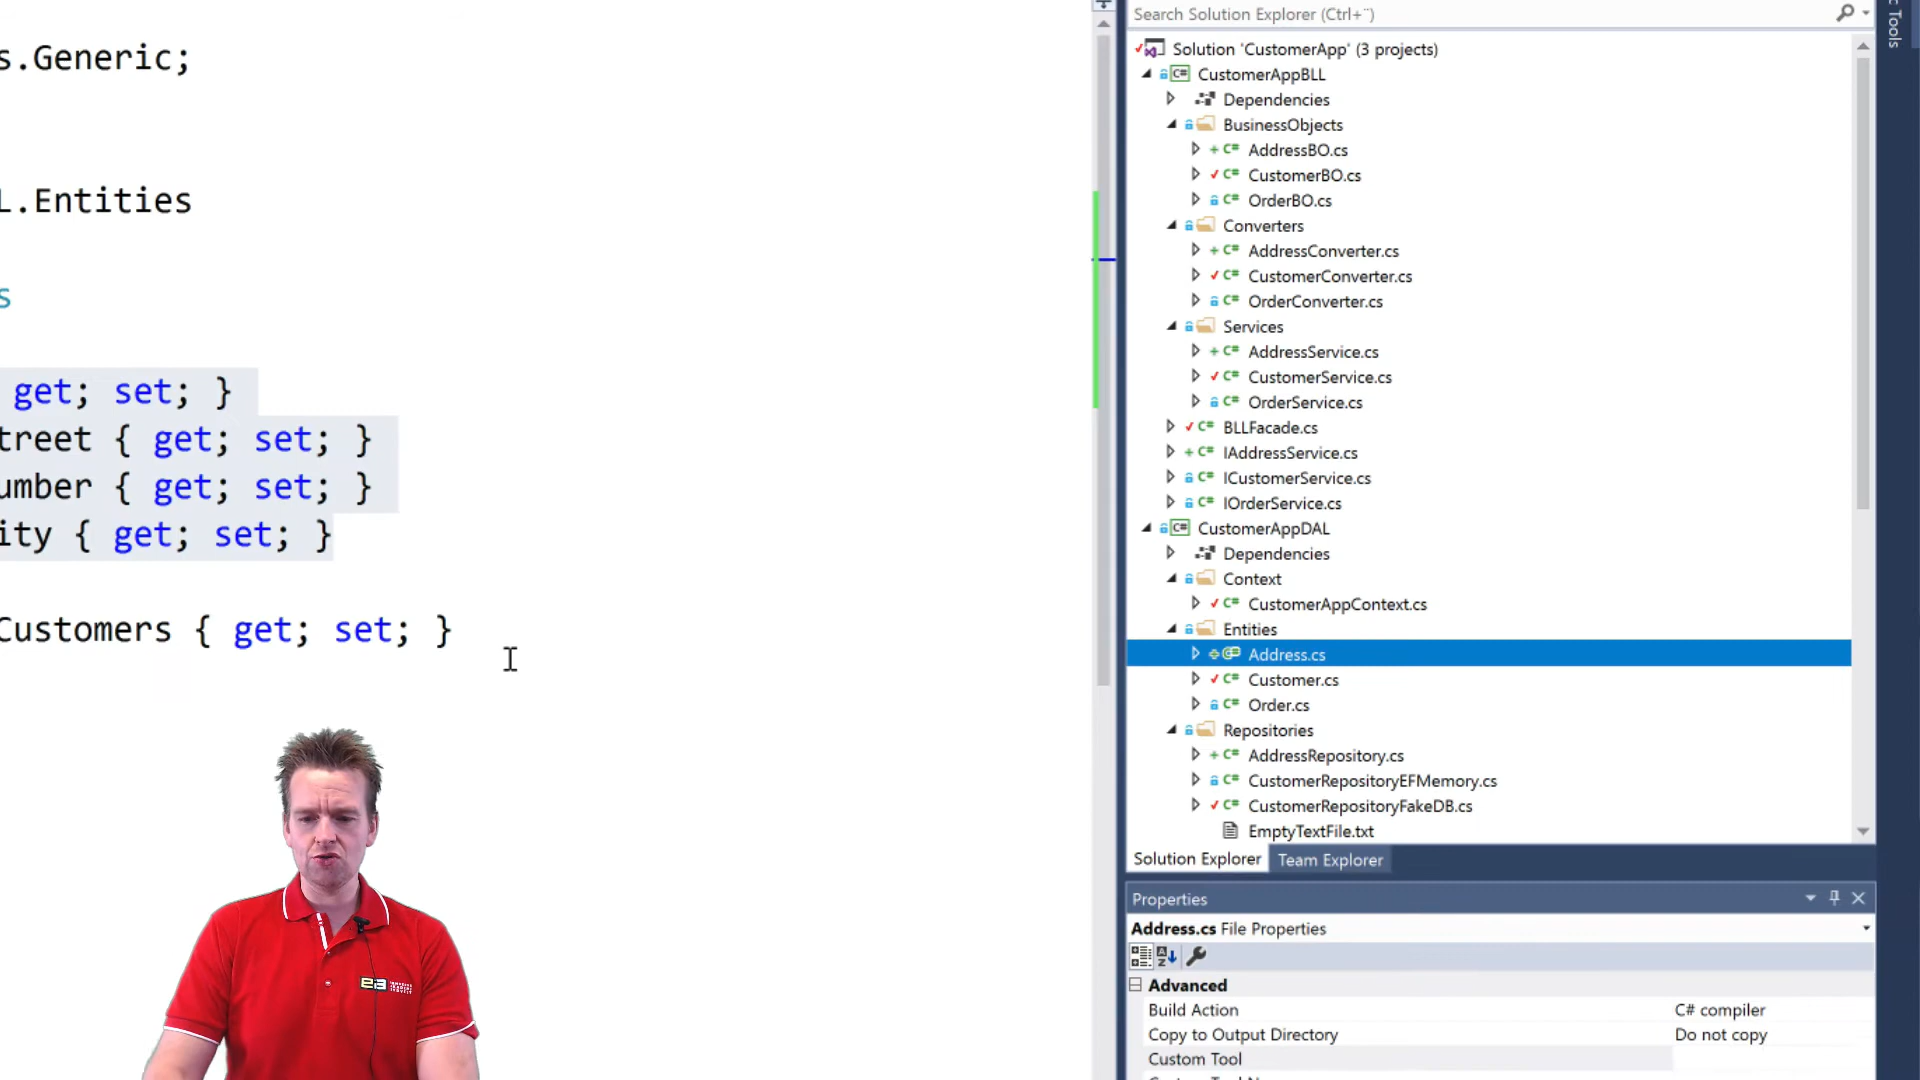 s.Generic;
L.Entities
s
get; set; }
treet { get; set; }
umber { get; set; }
ity { get; set; }
Customers { get; set; }
Search Solution Explorer (Ctrl+¨)
Solution 'CustomerApp' (3 projects)
CustomerAppBLL
Dependencies
BusinessObjects
AddressBO.cs
CustomerBO.cs
OrderBO.cs
Converters
AddressConverter.cs
CustomerConverter.cs
OrderConverter.cs
Services
AddressService.cs
CustomerService.cs
OrderService.cs
BLLFacade.cs
IAddressService.cs
ICustomerService.cs
IOrderService.cs
CustomerAppDAL
Dependencies
Context
CustomerAppContext.cs
Entities
Address.cs
Customer.cs
Order.cs
Repositories
AddressRepository.cs
CustomerRepositoryEFMemory.cs
CustomerRepositoryFakeDB.cs
EmptyTextFile.txt
Solution Explorer Team Explorer
Properties
Address.cs File Properties
Advanced
Build Action C# compiler
Copy to Output Directory Do not copy
Custom Tool
c Tools